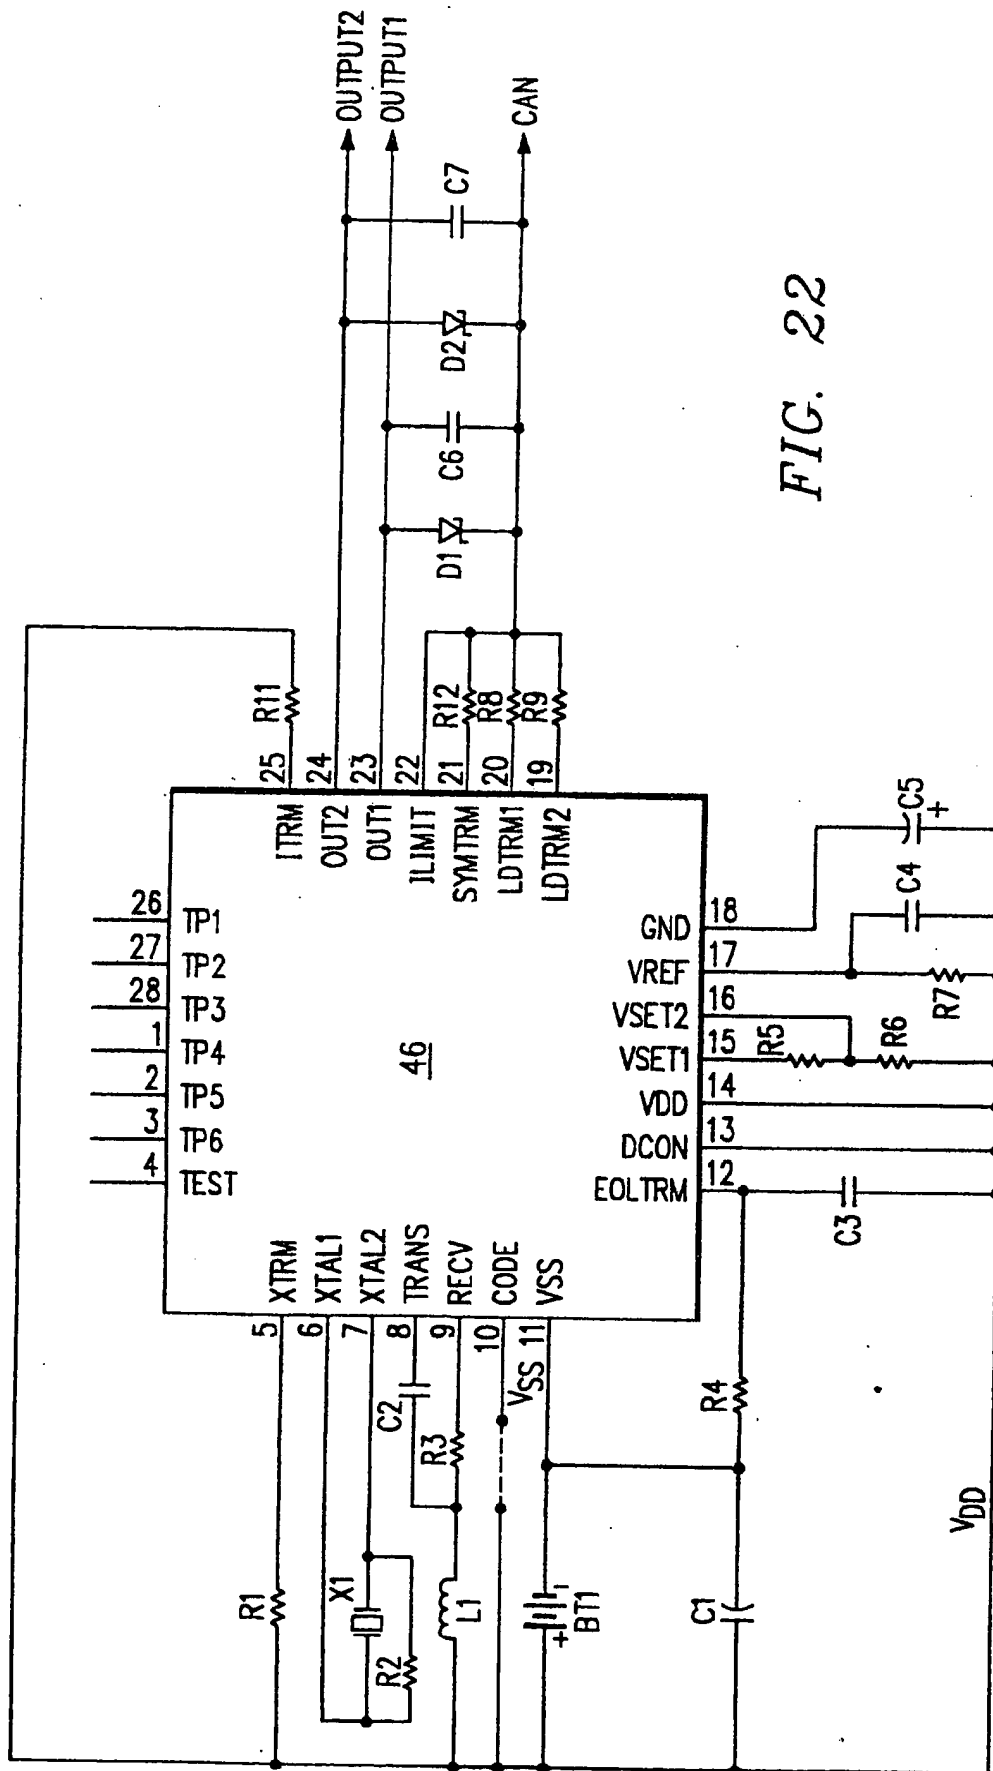 OUTPUT2
OUTPUT1
CAN
C7
D2
C6
D1
FIG. 22
R11
R12
R8
R9
25
24
23
22
21
20
19
ITRM
OUT2
OUT1
ILIMIT
SYMTRM
LDTRM1
LDTRM2
26 TP1
27 TP2
28 TP3
1 TP4
2 TP5
3 TP6
4 TEST
46
GND 18
VREF 17
VSET2 16
VSET1 15
VDD 14
DCON 13
EOLTRM 12
C5
+
C4
R7
R5
R6
C3
XTRM
XTAL1
XTAL2
TRANS
RECV
CODE
VSS
5
6
7
8
9
10
11
VSS
C2
R3
R4
R1
X1
R2
L1
+ -
BT1
C1
VDD